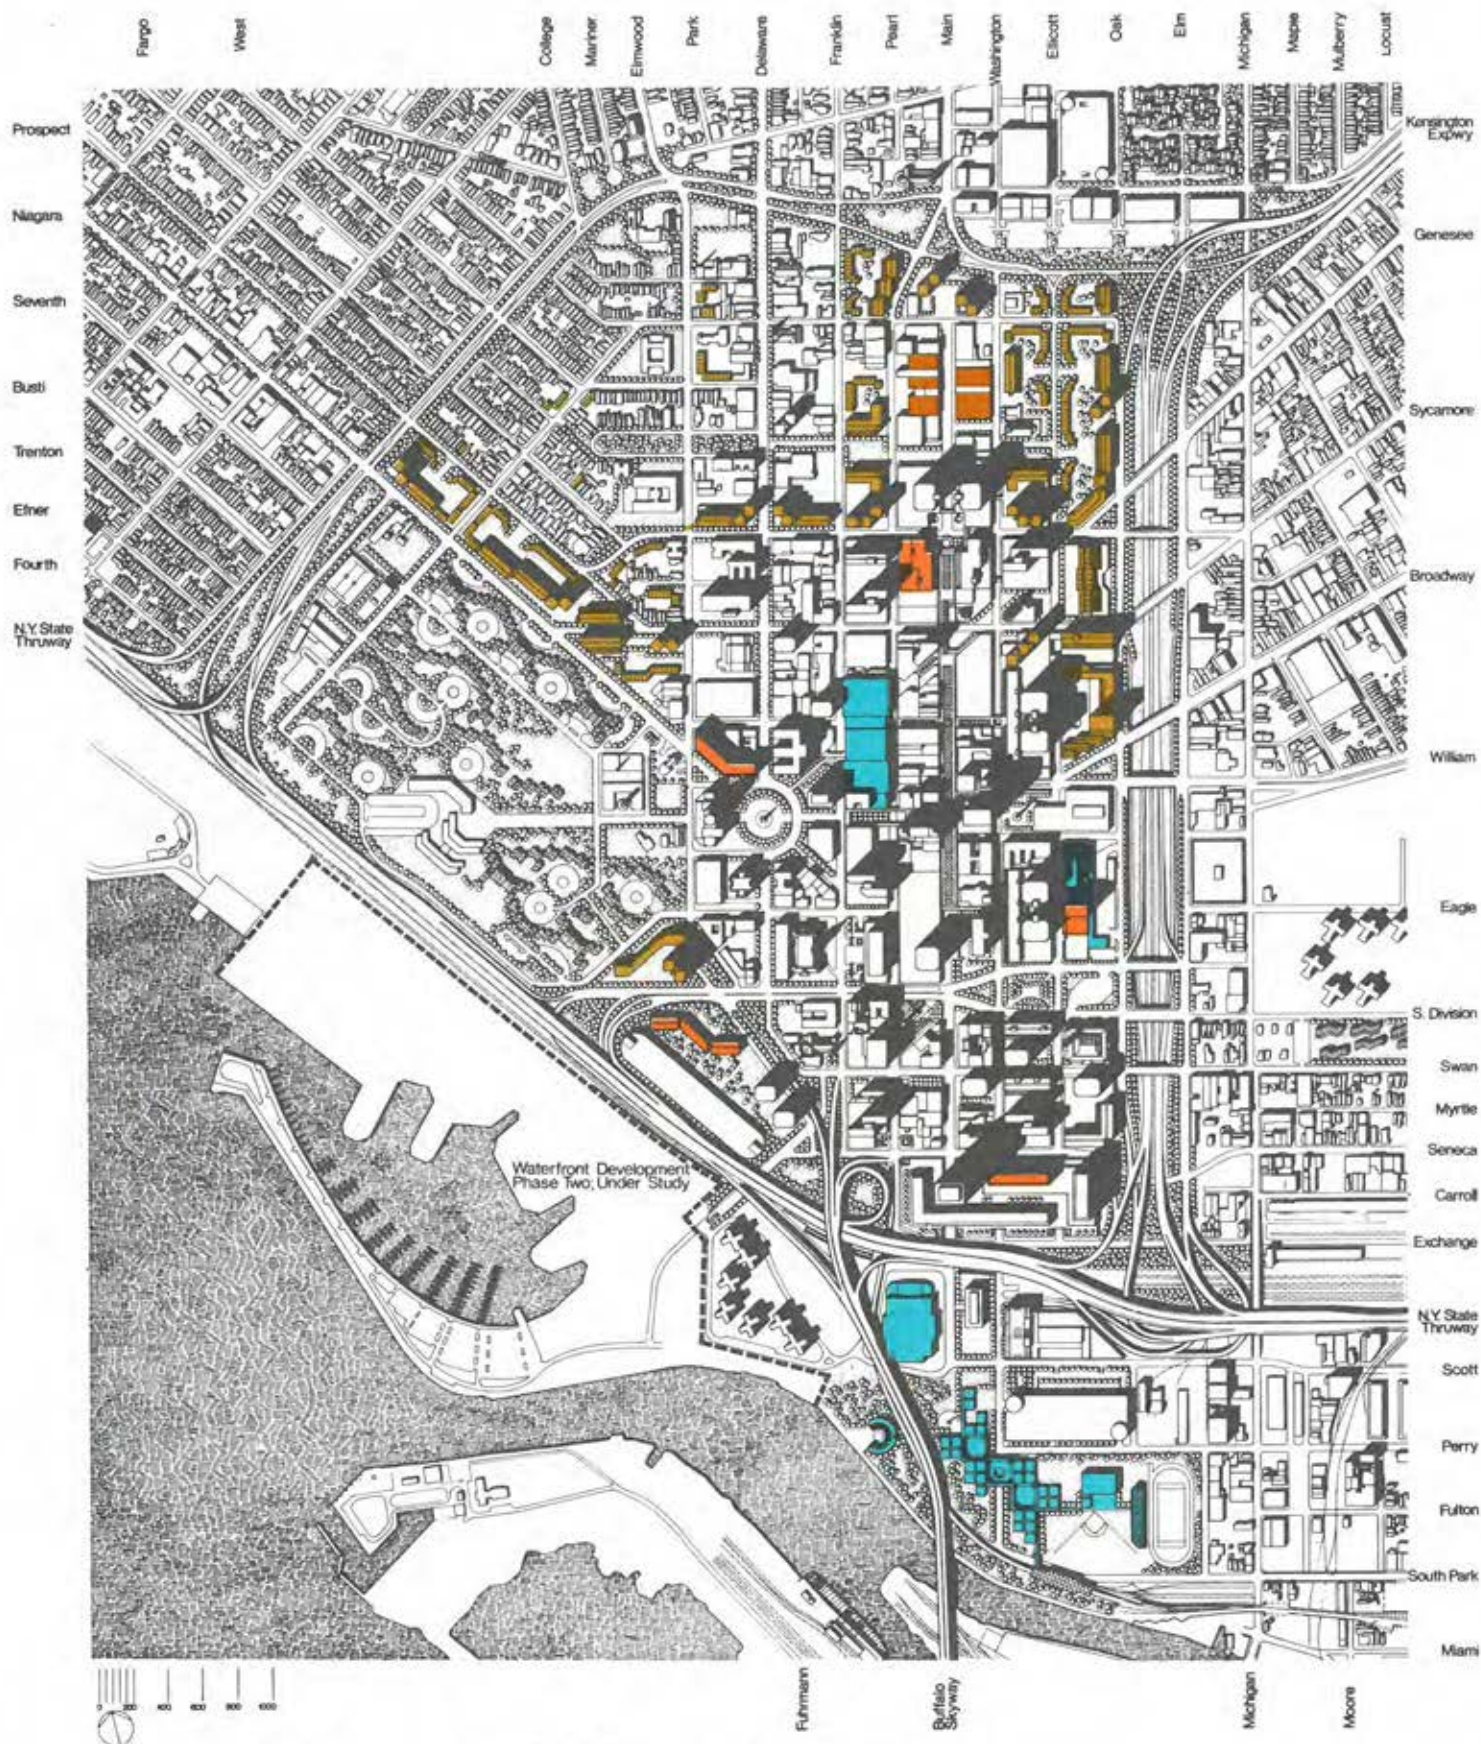 Fargo
West
College
Mariner
Elmwood
Park
Delaware
Franklin
Pearl
Main
Washington
Ellicott
Oak
Elm
Michigan
Maple
Mulberry
Locust
Prospect
Niagara
Seventh
Busti
Trenton
Efner
Fourth
N.Y. State
Thruway
Kensington
Expwy
Genesee
Sycamore
Broadway
William
Eagle
S. Division
Swan
Myrtle
Seneca
Carroll
Exchange
N.Y. State
Thruway
Scott
Perry
Fulton
South Park
Miami
Waterfront Development
Phase Two; Under Study
0 200 400 600 800 1000
Fuhrmann
Buffalo
Skyway
Michigan
Moore